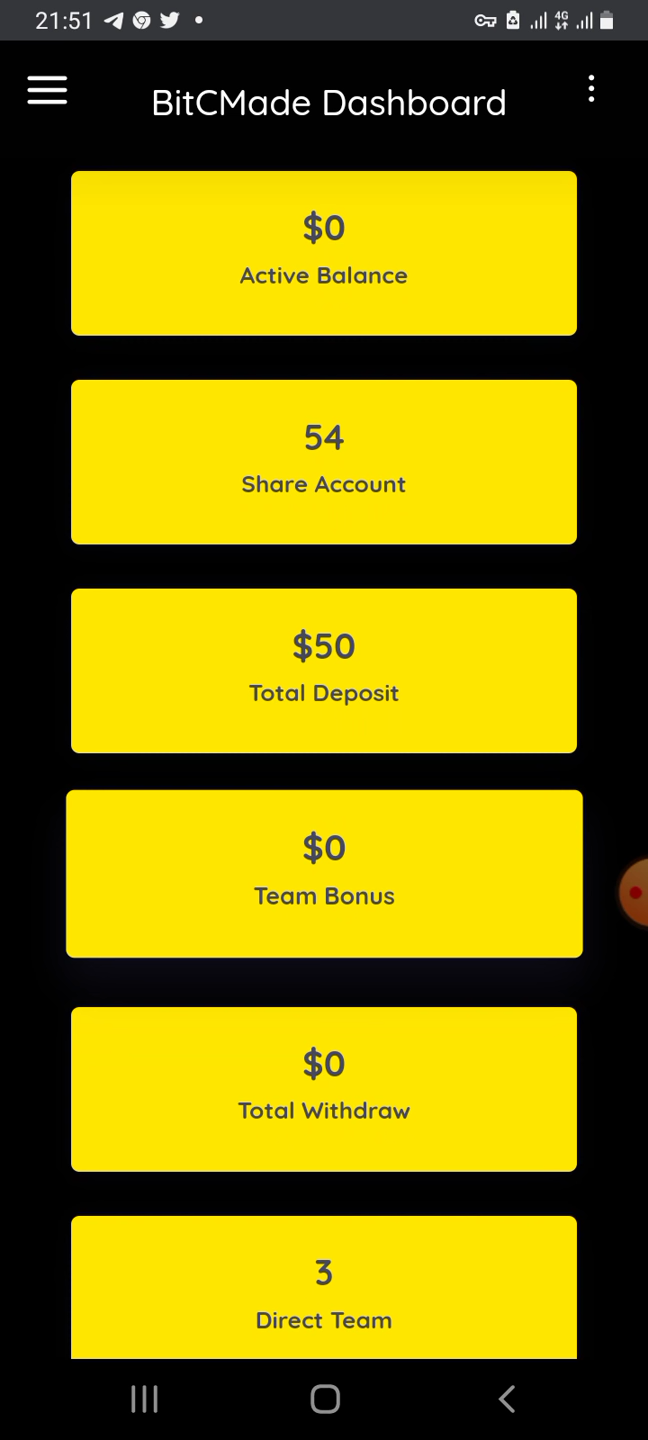 21:51
4G
BitCMade Dashboard
$0
Active Balance
54
Share Account
$50
Total Deposit
$0
Team Bonus
$0
Total Withdraw
3
Direct Team